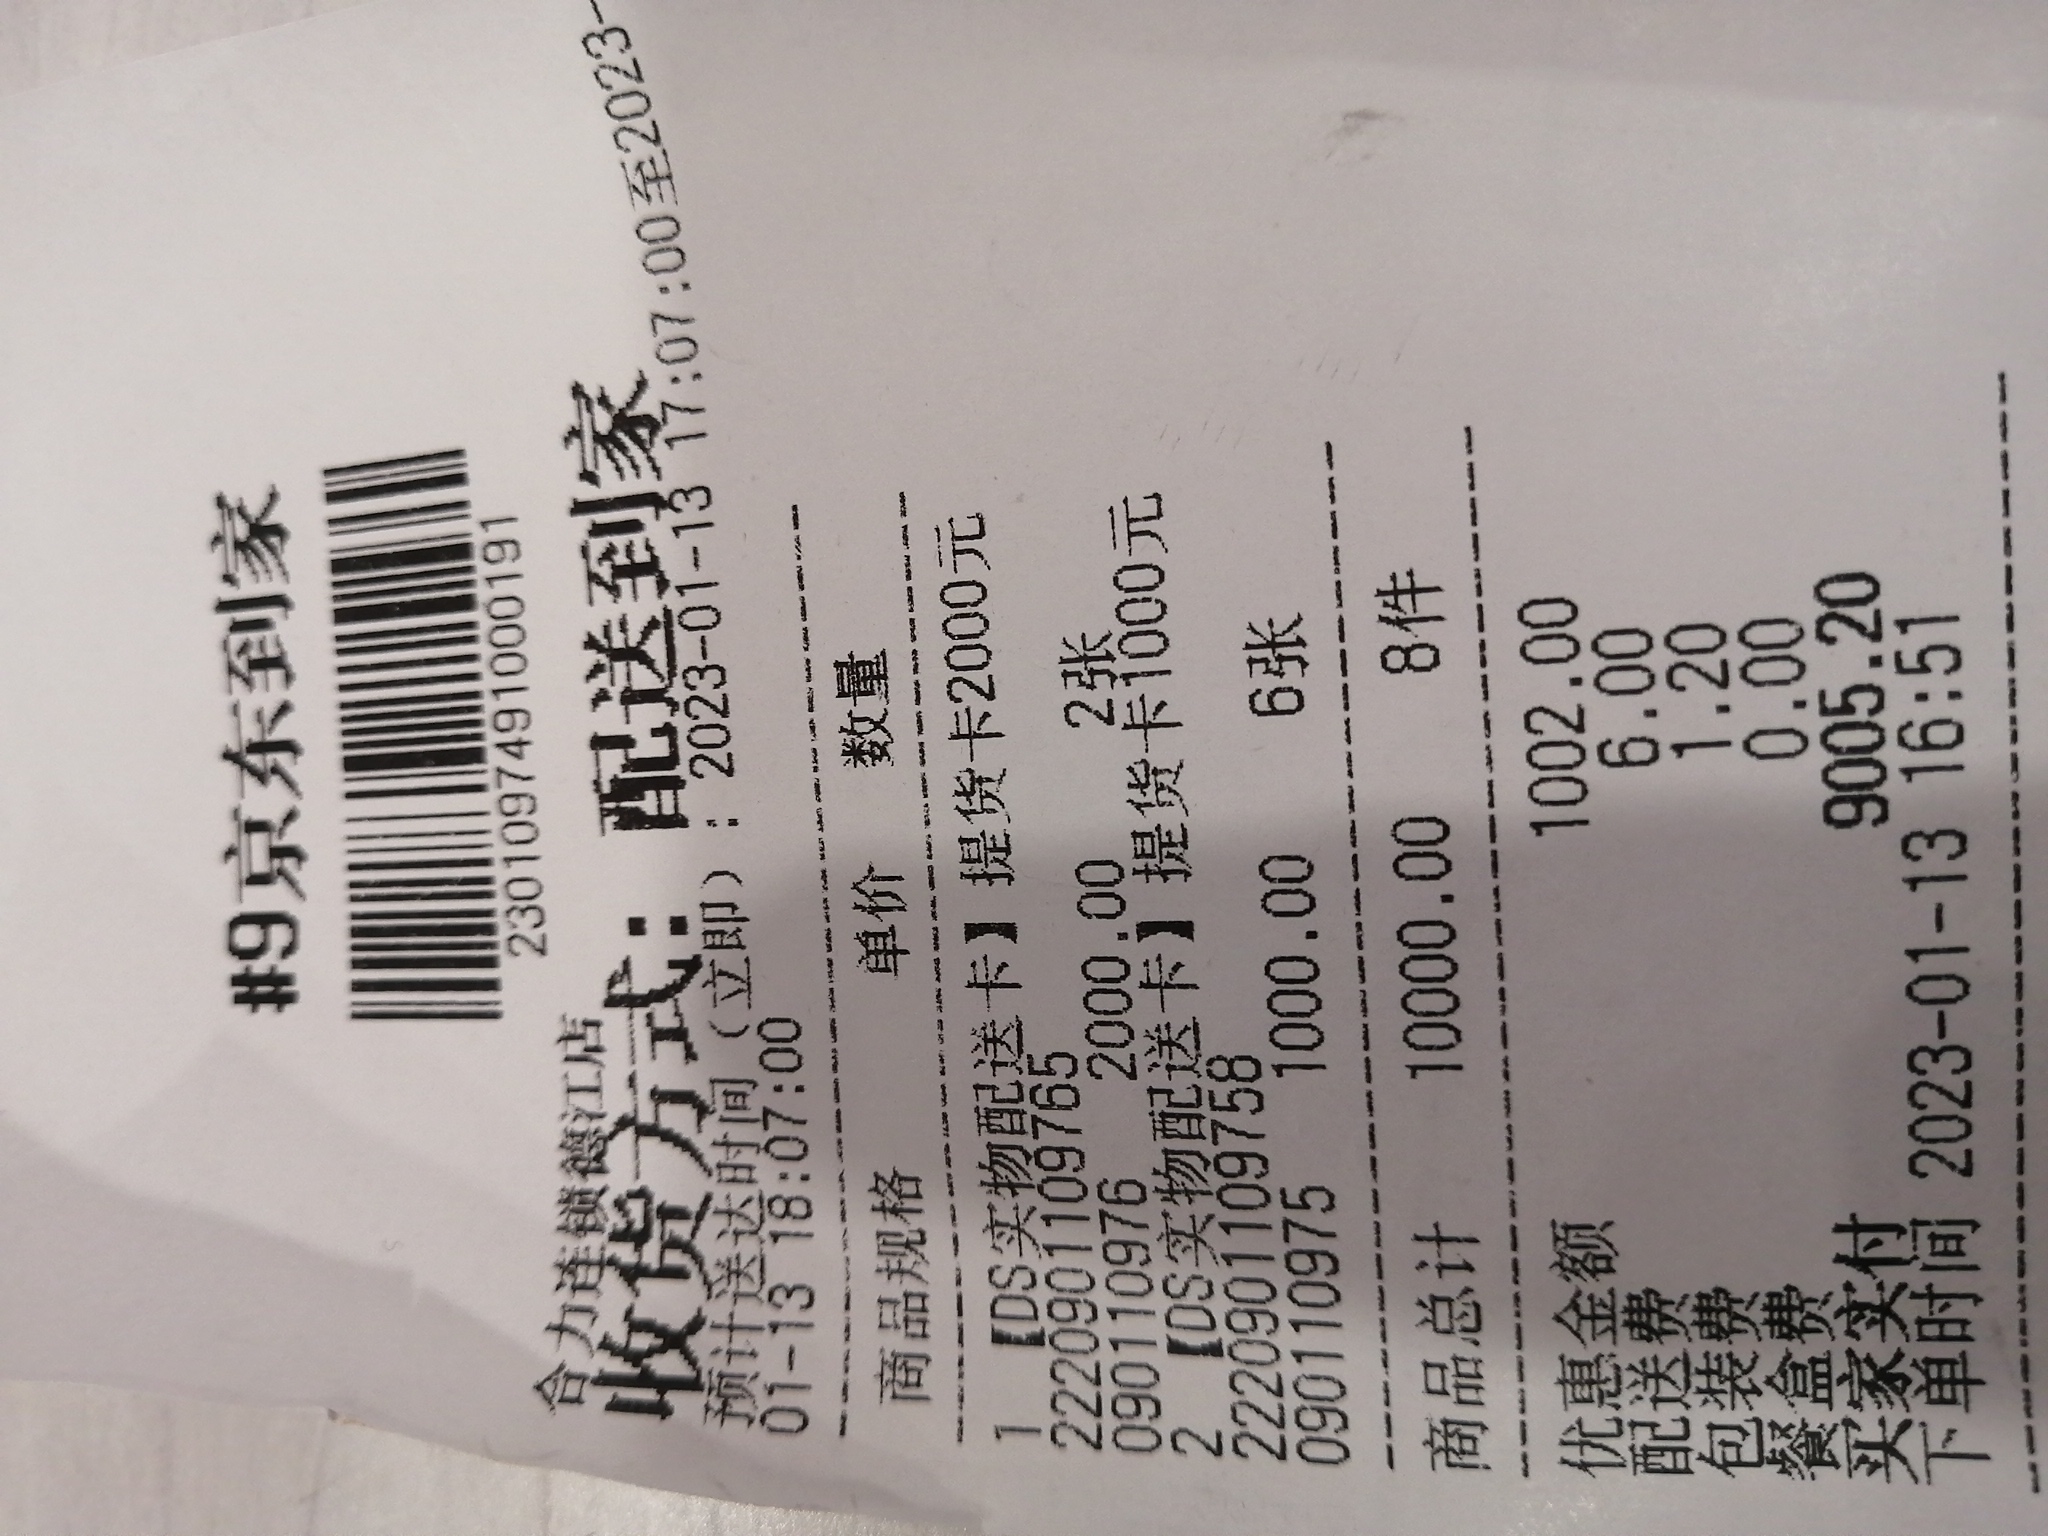 #9京东到家
2301097491000191
合力连锁德江店
收货方式：配送到家
预计送达时间（立即）：2023-01-13 17:07:00至2023-
01-13 18:07:00
商品规格 单价 数量
1 【DS实物配送卡】提货卡2000元
2220901109765
0901109​76 2000.00 2张
2 【DS实物配送卡】提货卡1000元
2220901109758
090110975 1000.00 6张
商品总计 10000.00 8件
优惠金额 1002.00
配送费 6.00
包装费 1.20
餐盒费 0.00
买家实付 9005.20
下单时间 2023-01-13 16:51